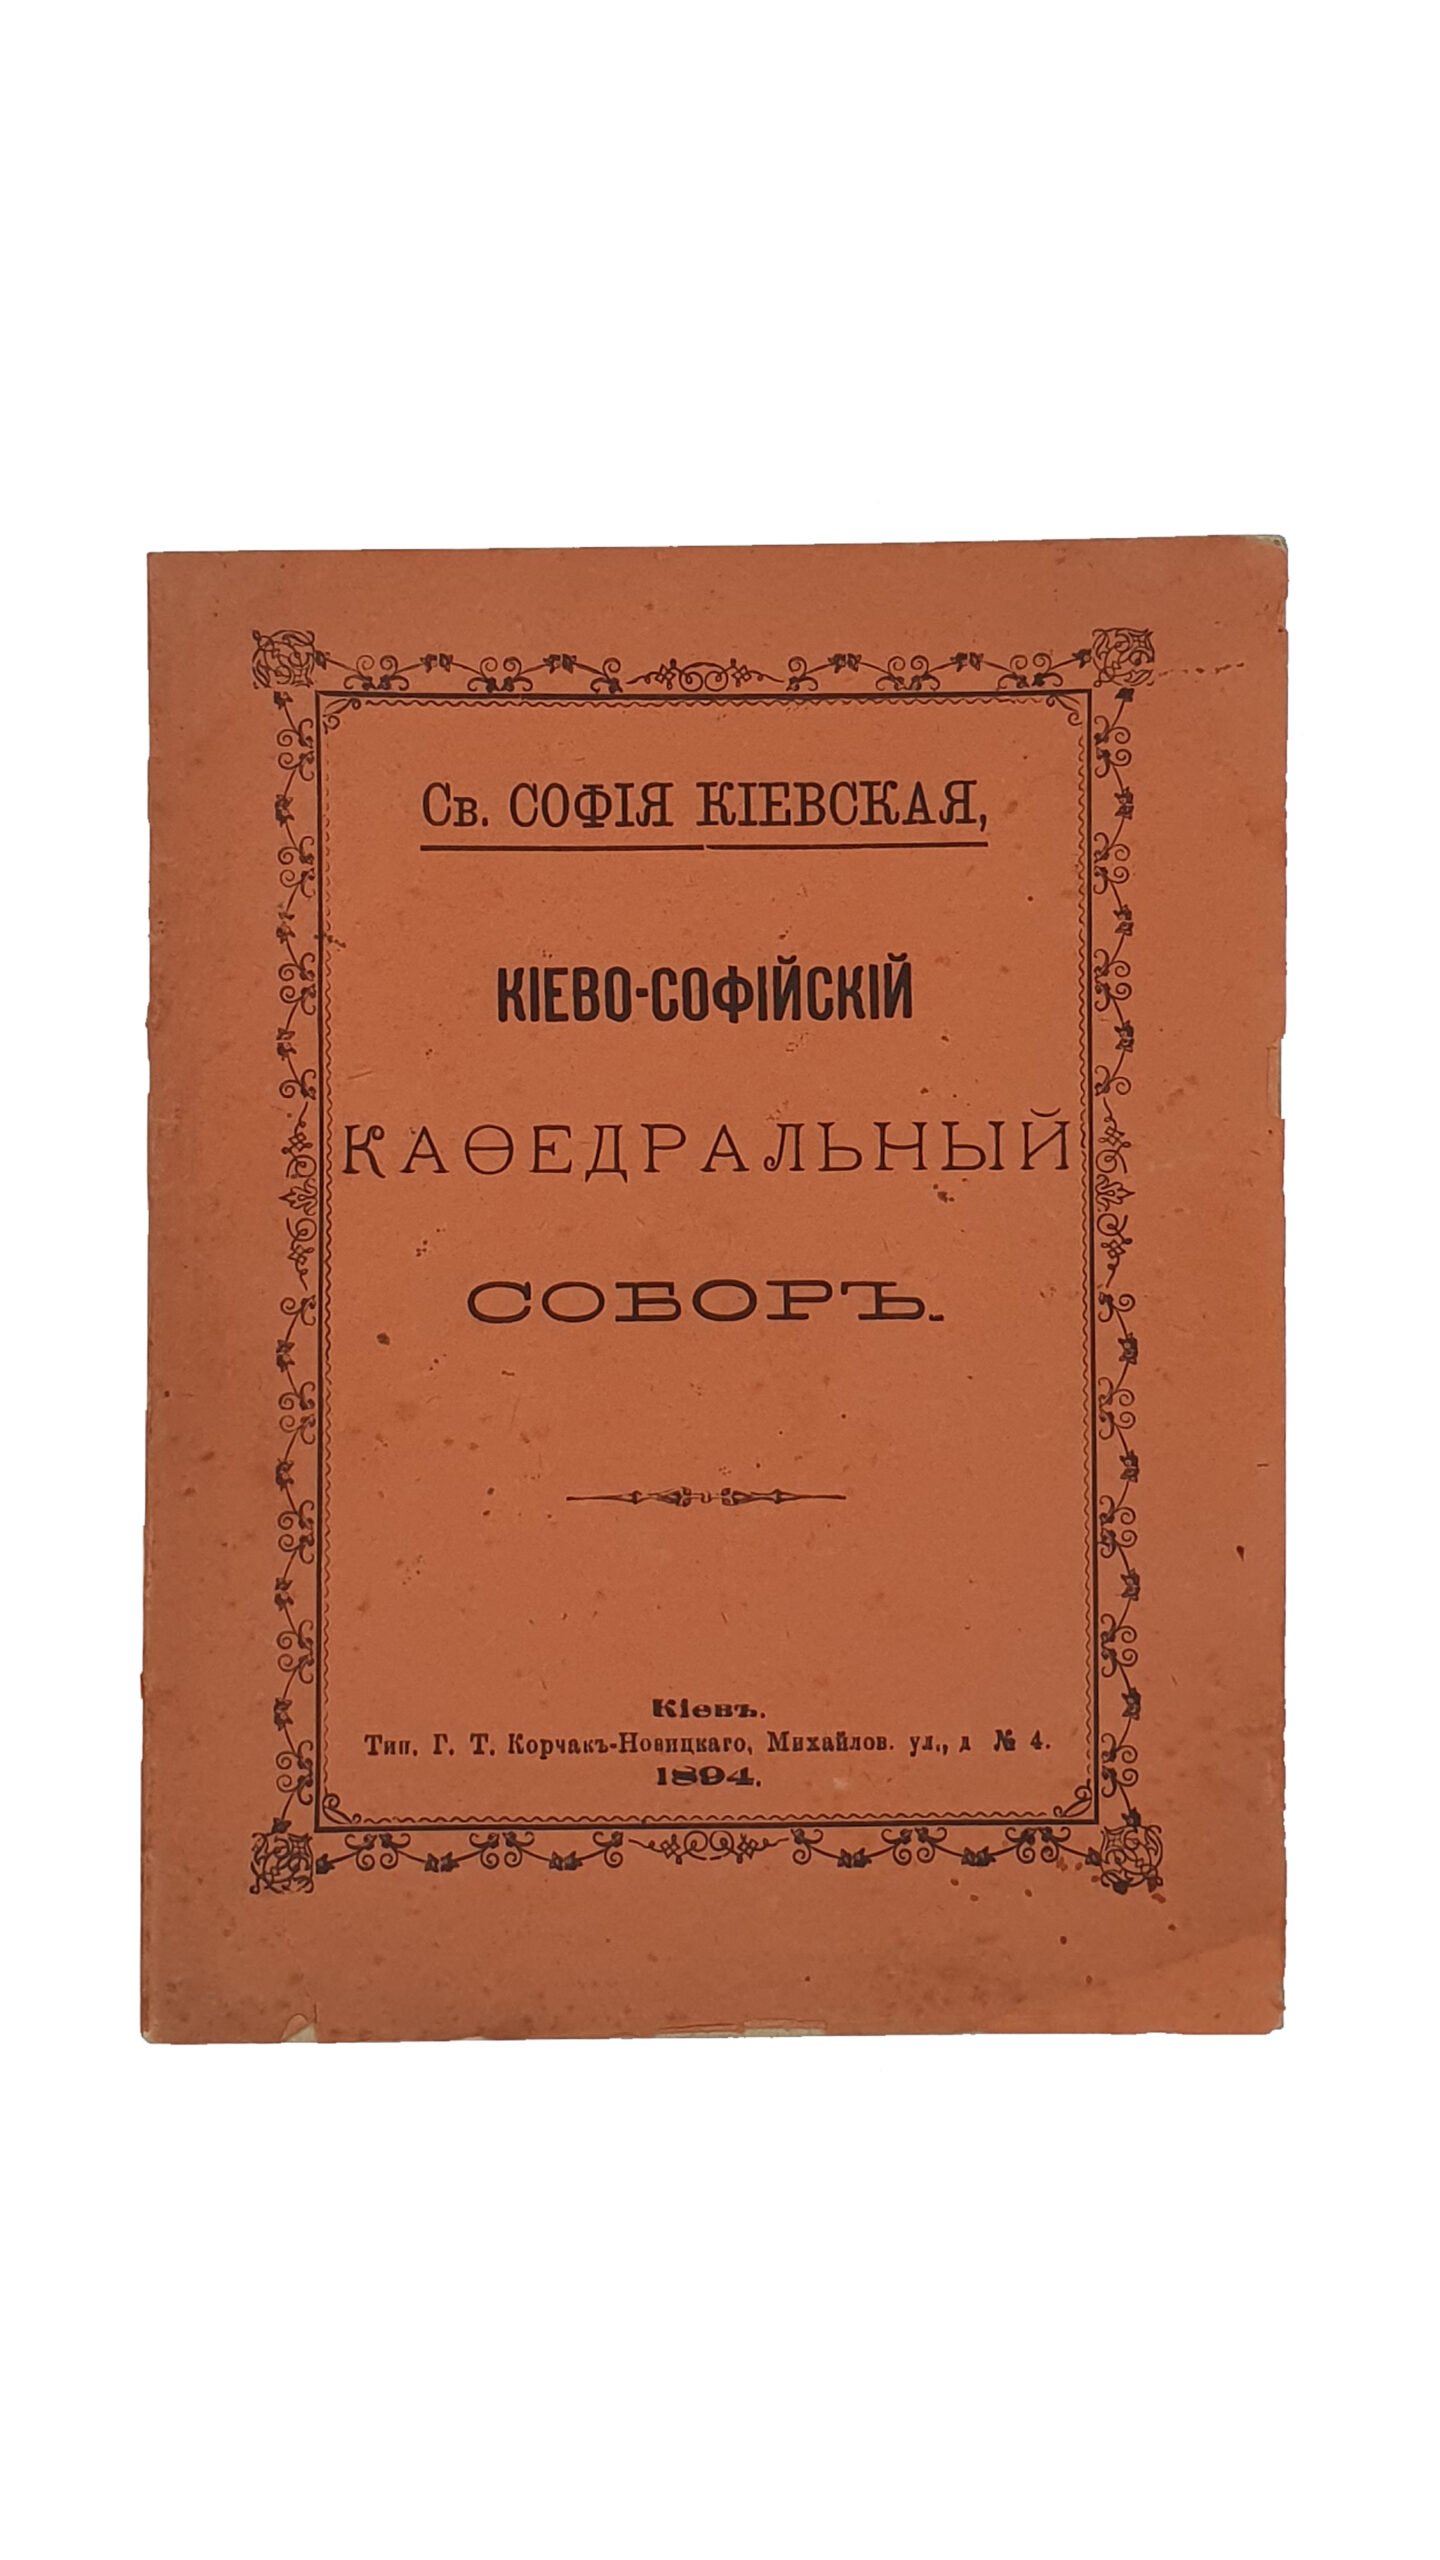 Св. СОФІЯ КІЕВСКАЯ,
КІЕВО-СОФІЙСКІЙ
КАѲЕДРАЛЬНЫЙ
СОБОРЪ.
Кіевъ.
Тип. Г. Т. Корчакъ-Новицкаго, Михайлов. ул., д № 4.
1894.